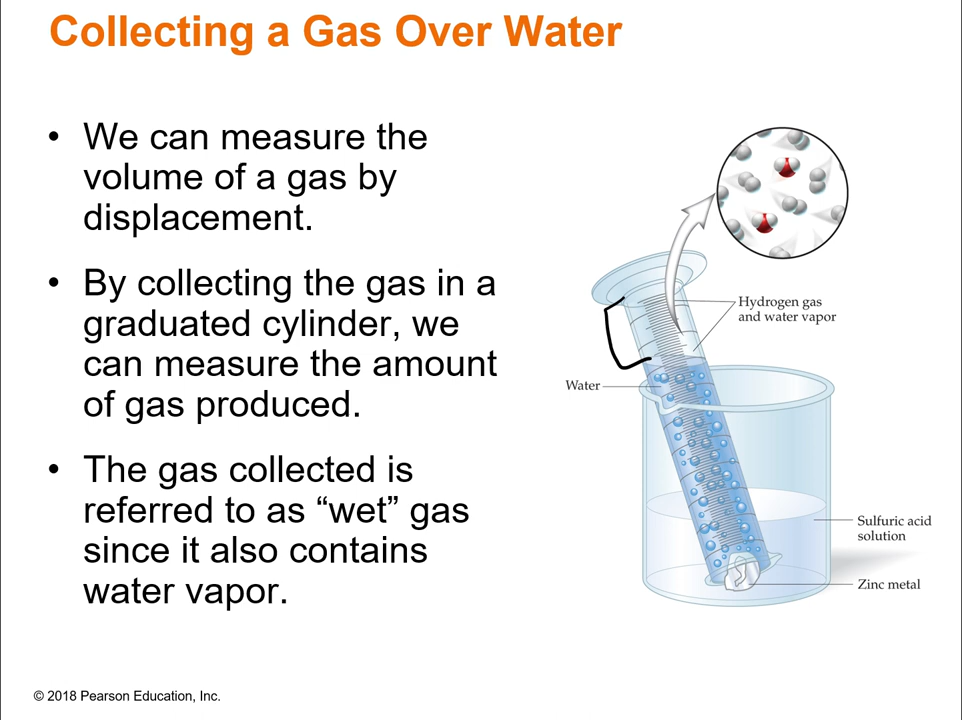 Collecting a Gas Over Water
• We can measure the
volume of a gas by
displacement.
• By collecting the gas in a
graduated cylinder, we
can measure the amount
of gas produced.
• The gas collected is
referred to as “wet” gas
since it also contains
water vapor.
Hydrogen gas
and water vapor
Water
Sulfuric acid
solution
Zinc metal
© 2018 Pearson Education, Inc.